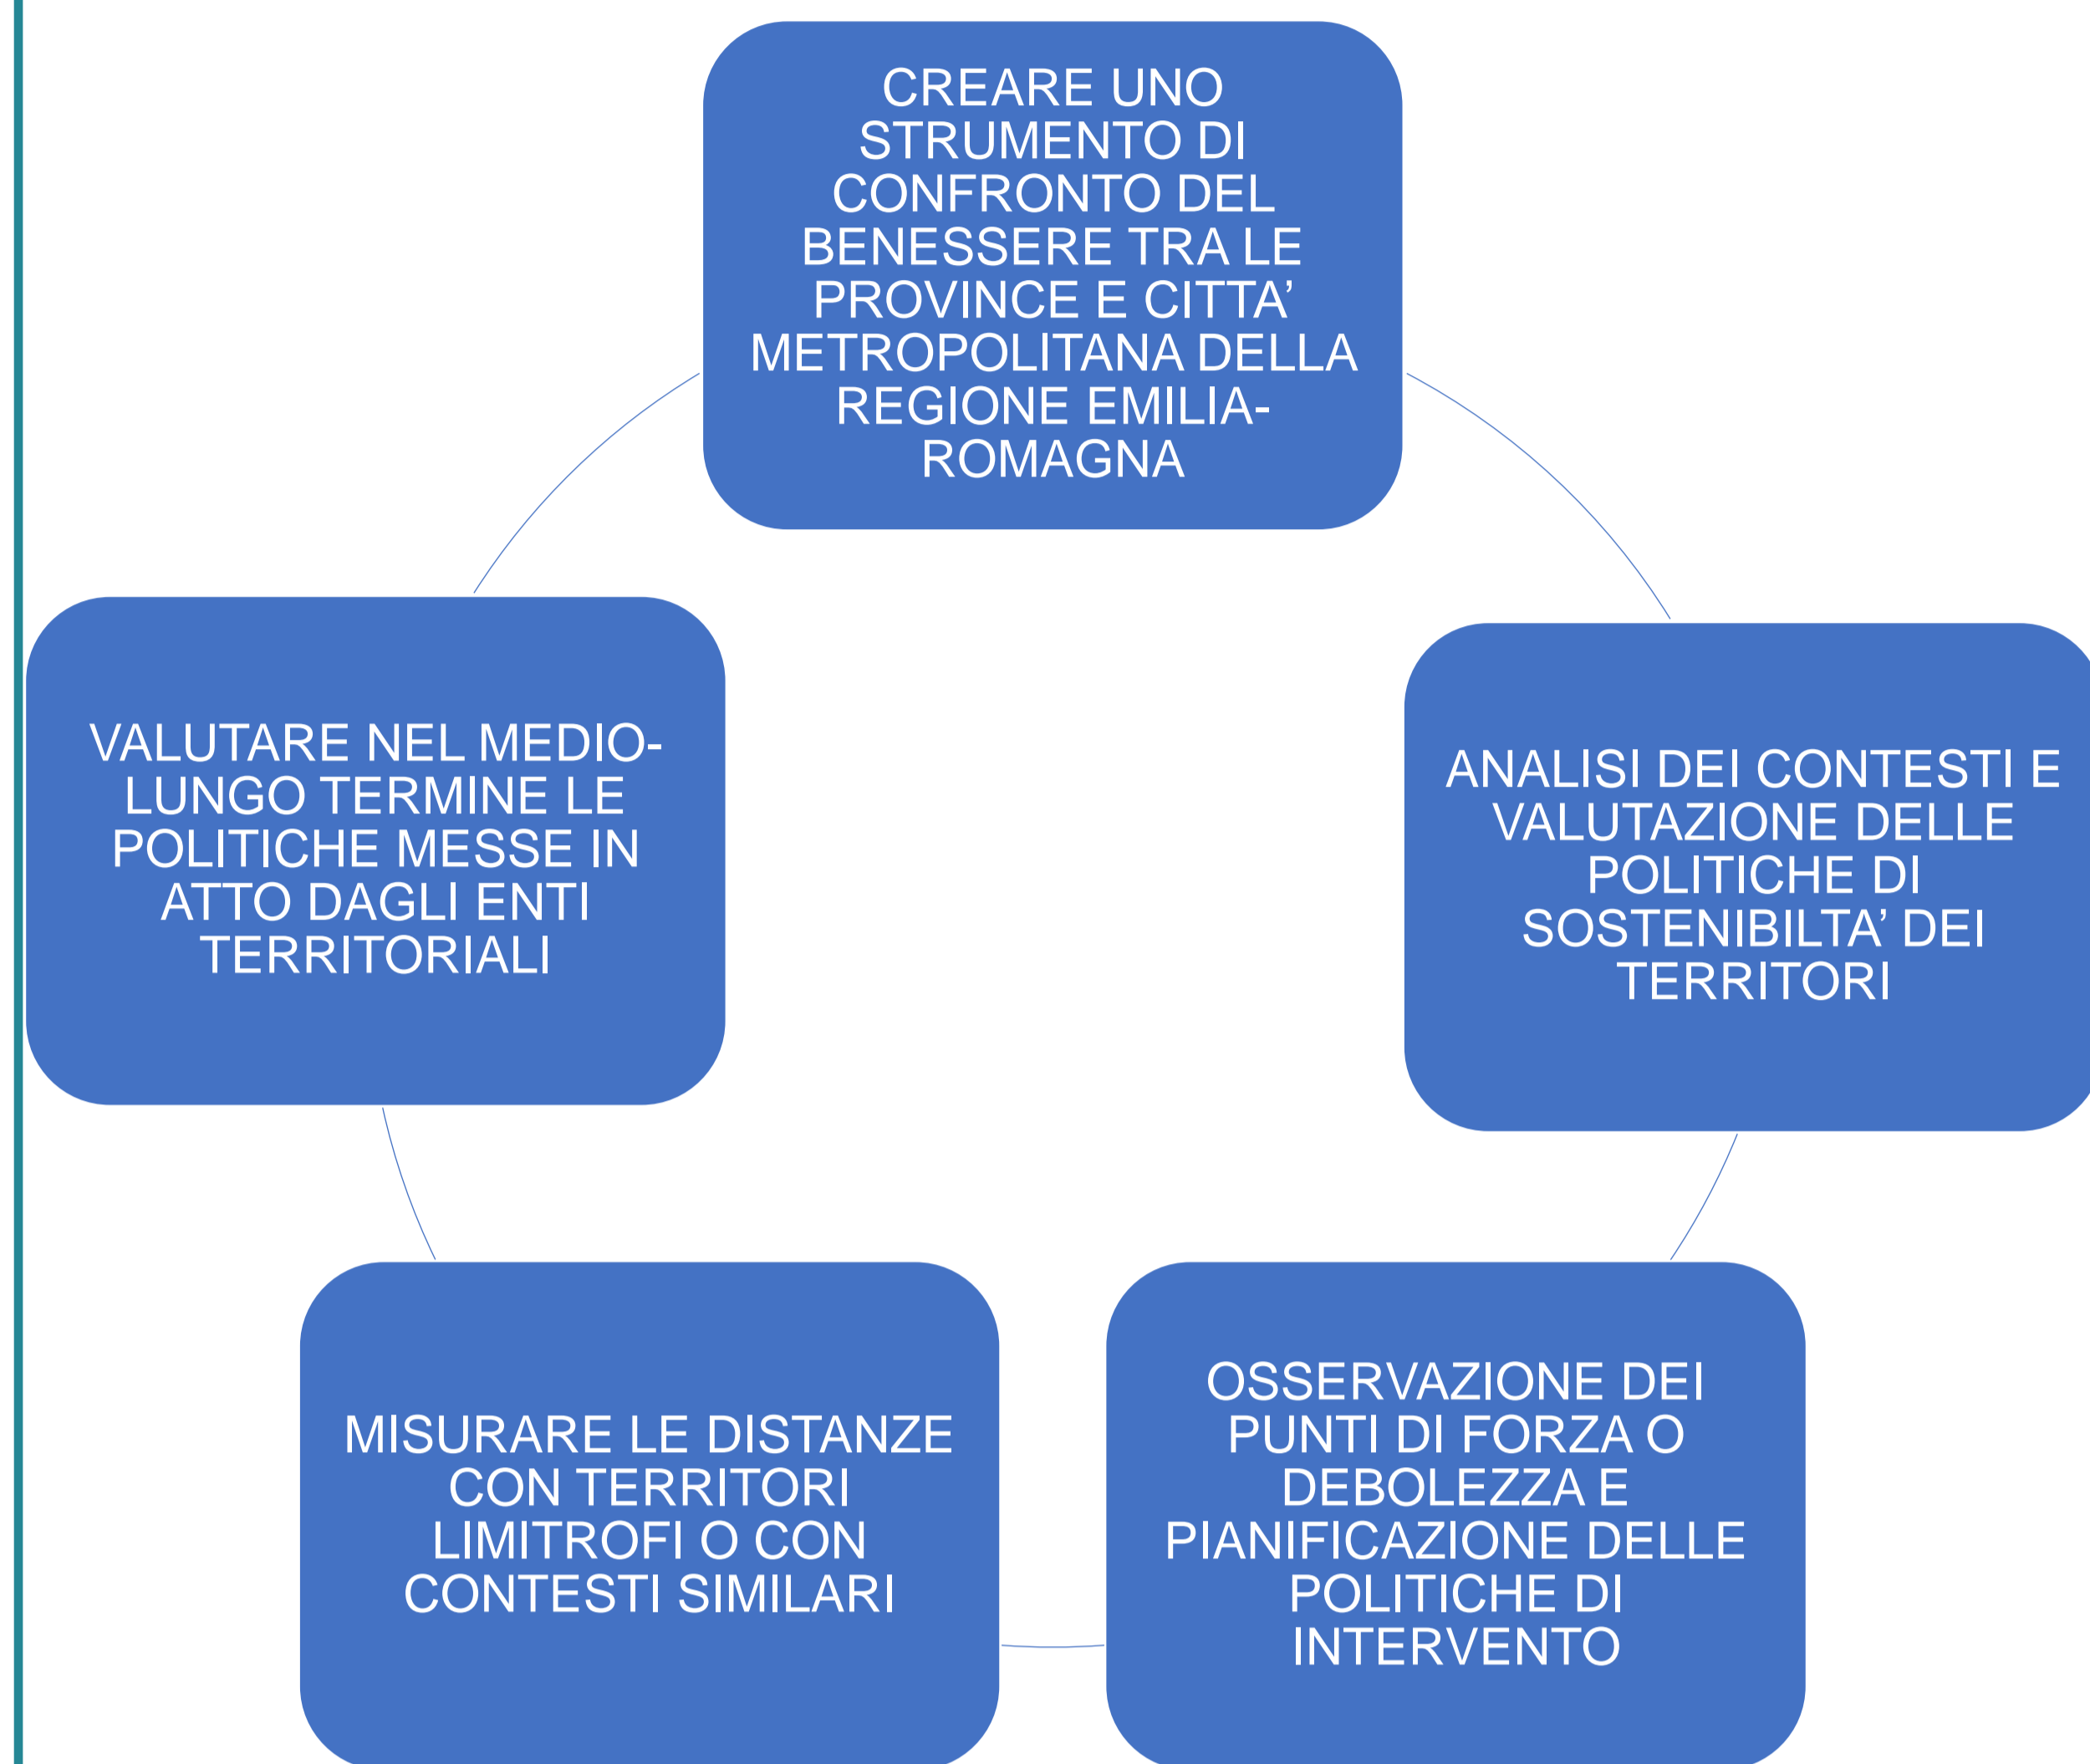 CREARE UNO
STRUMENTO DI
CONFRONTO DEL
BENESSERE TRA LE
PROVINCE E CITTA'
METROPOLITANA DELLA
REGIONE EMILIA-
ROMAGNA
VALUTARE NEL MEDIO-
LUNGO TERMINE LE
POLITICHE MESSE IN
ATTO DAGLI ENTI
TERRITORIALI
ANALISI DEI CONTESTI E
VALUTAZIONE DELLE
POLITICHE DI
SOSTENIBILTA' DEI
TERRITORI
MISURARE LE DISTANZE
CON TERRITORI
LIMITROFI O CON
CONTESTI SIMILARI
OSSERVAZIONE DEI
PUNTI DI FORZA O
DEBOLEZZA E
PIANIFICAZIONE DELLE
POLITICHE DI
INTERVENTO